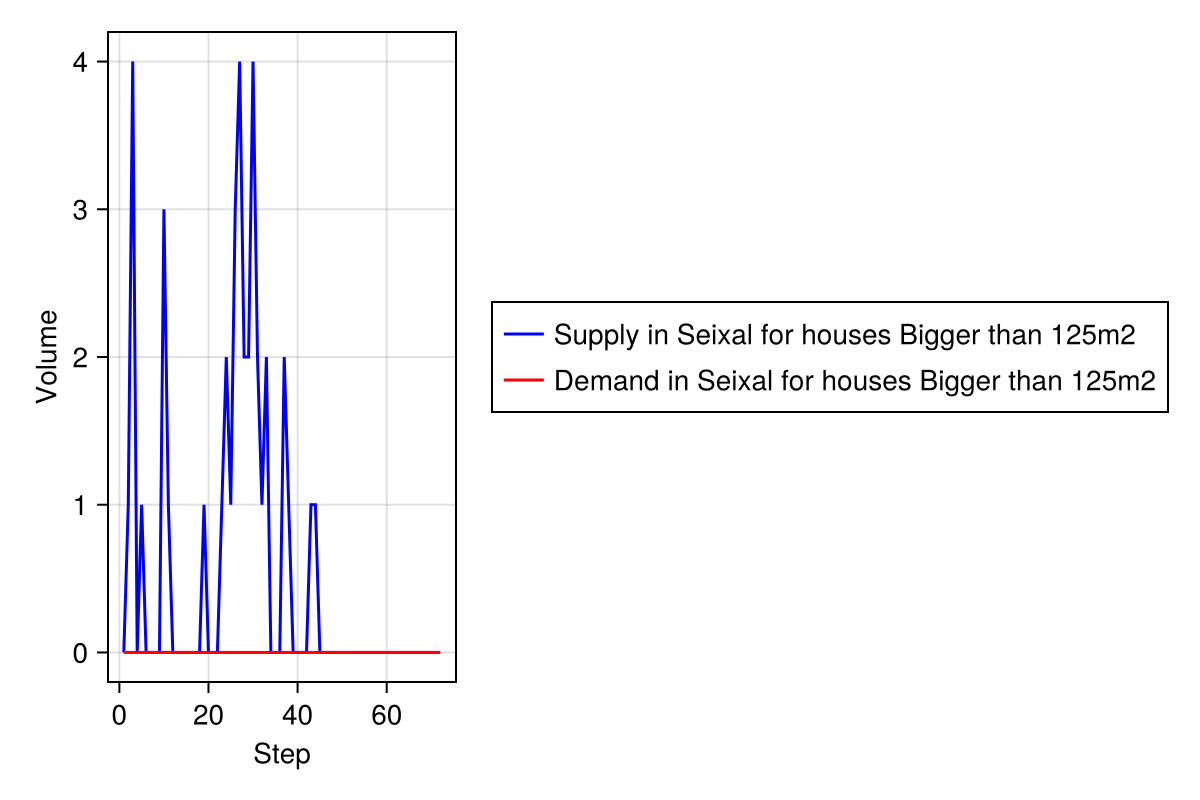 4
3
2
1
0
Volume
0 20 40 60
Step
Supply in Seixal for houses Bigger than 125m2
Demand in Seixal for houses Bigger than 125m2